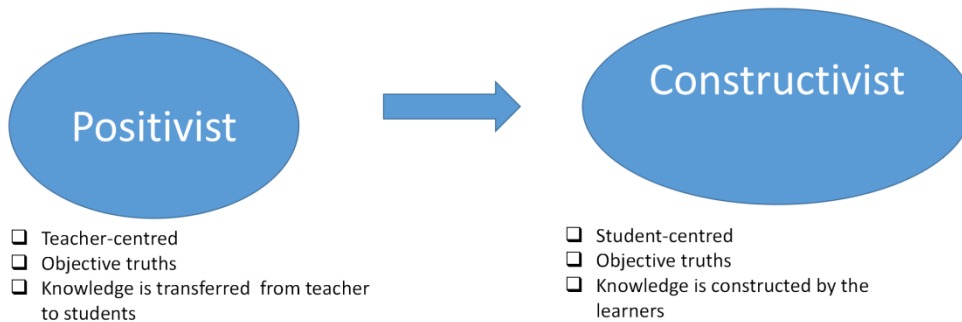 Positivist
Constructivist
Teacher-centred
Objective truths
Knowledge is transferred from teacher
to students
Student-centred
Objective truths
Knowledge is constructed by the
learners